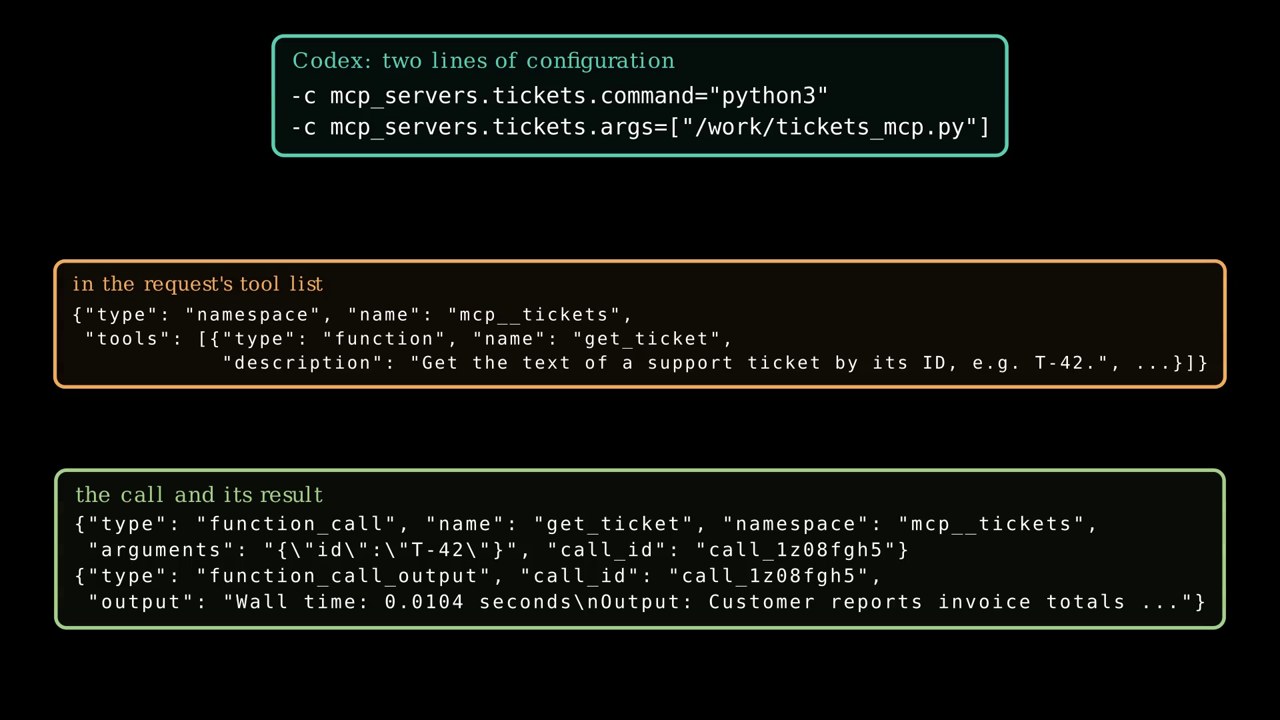 Codex: two lines of configuration
-c mcp_servers.tickets.command="python3"
-c mcp_servers.tickets.args=["/work/tickets_mcp.py"]
in the request's tool list
{"type": "namespace", "name": "mcp__tickets",
 "tools": [{"type": "function", "name": "get_ticket",
            "description": "Get the text of a support ticket by its ID, e.g. T-42.", ...}]}
the call and its result
{"type": "function_call", "name": "get_ticket", "namespace": "mcp__tickets",
 "arguments": "{\"id\":\"T-42\"}", "call_id": "call_1z08fgh5"}
{"type": "function_call_output", "call_id": "call_1z08fgh5",
 "output": "Wall time: 0.0104 seconds\nOutput: Customer reports invoice totals ..."}